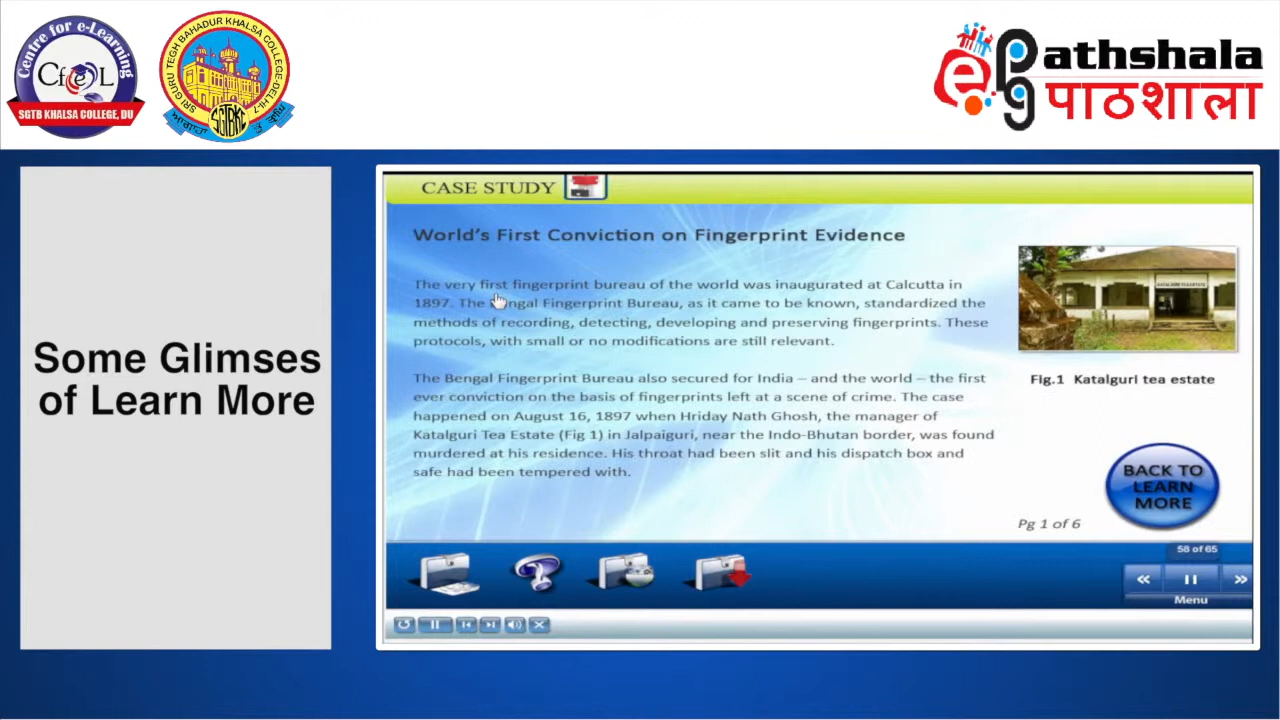 Centre for e-Learning
CfeL
SGTB KHALSA COLLEGE, DU
SRI GURU TEGH BAHADUR KHALSA COLLEGE-DELHI-7
SGTBKC
ePg Pathshala
पाठशाला
Some Glimses
of Learn More
CASE STUDY
World's First Conviction on Fingerprint Evidence
The very first fingerprint bureau of the world was inaugurated at Calcutta in
1897. The Bengal Fingerprint Bureau, as it came to be known, standardized the
methods of recording, detecting, developing and preserving fingerprints. These
protocols, with small or no modifications are still relevant.
The Bengal Fingerprint Bureau also secured for India – and the world – the first
ever conviction on the basis of fingerprints left at a scene of crime. The case
happened on August 16, 1897 when Hriday Nath Ghosh, the manager of
Katalguri Tea Estate (Fig 1) in Jalpaiguri, near the Indo-Bhutan border, was found
murdered at his residence. His throat had been slit and his dispatch box and
safe had been tempered with.
Fig.1 Katalguri tea estate
BACK TO
LEARN
MORE
Pg 1 of 6
58 of 65
Menu